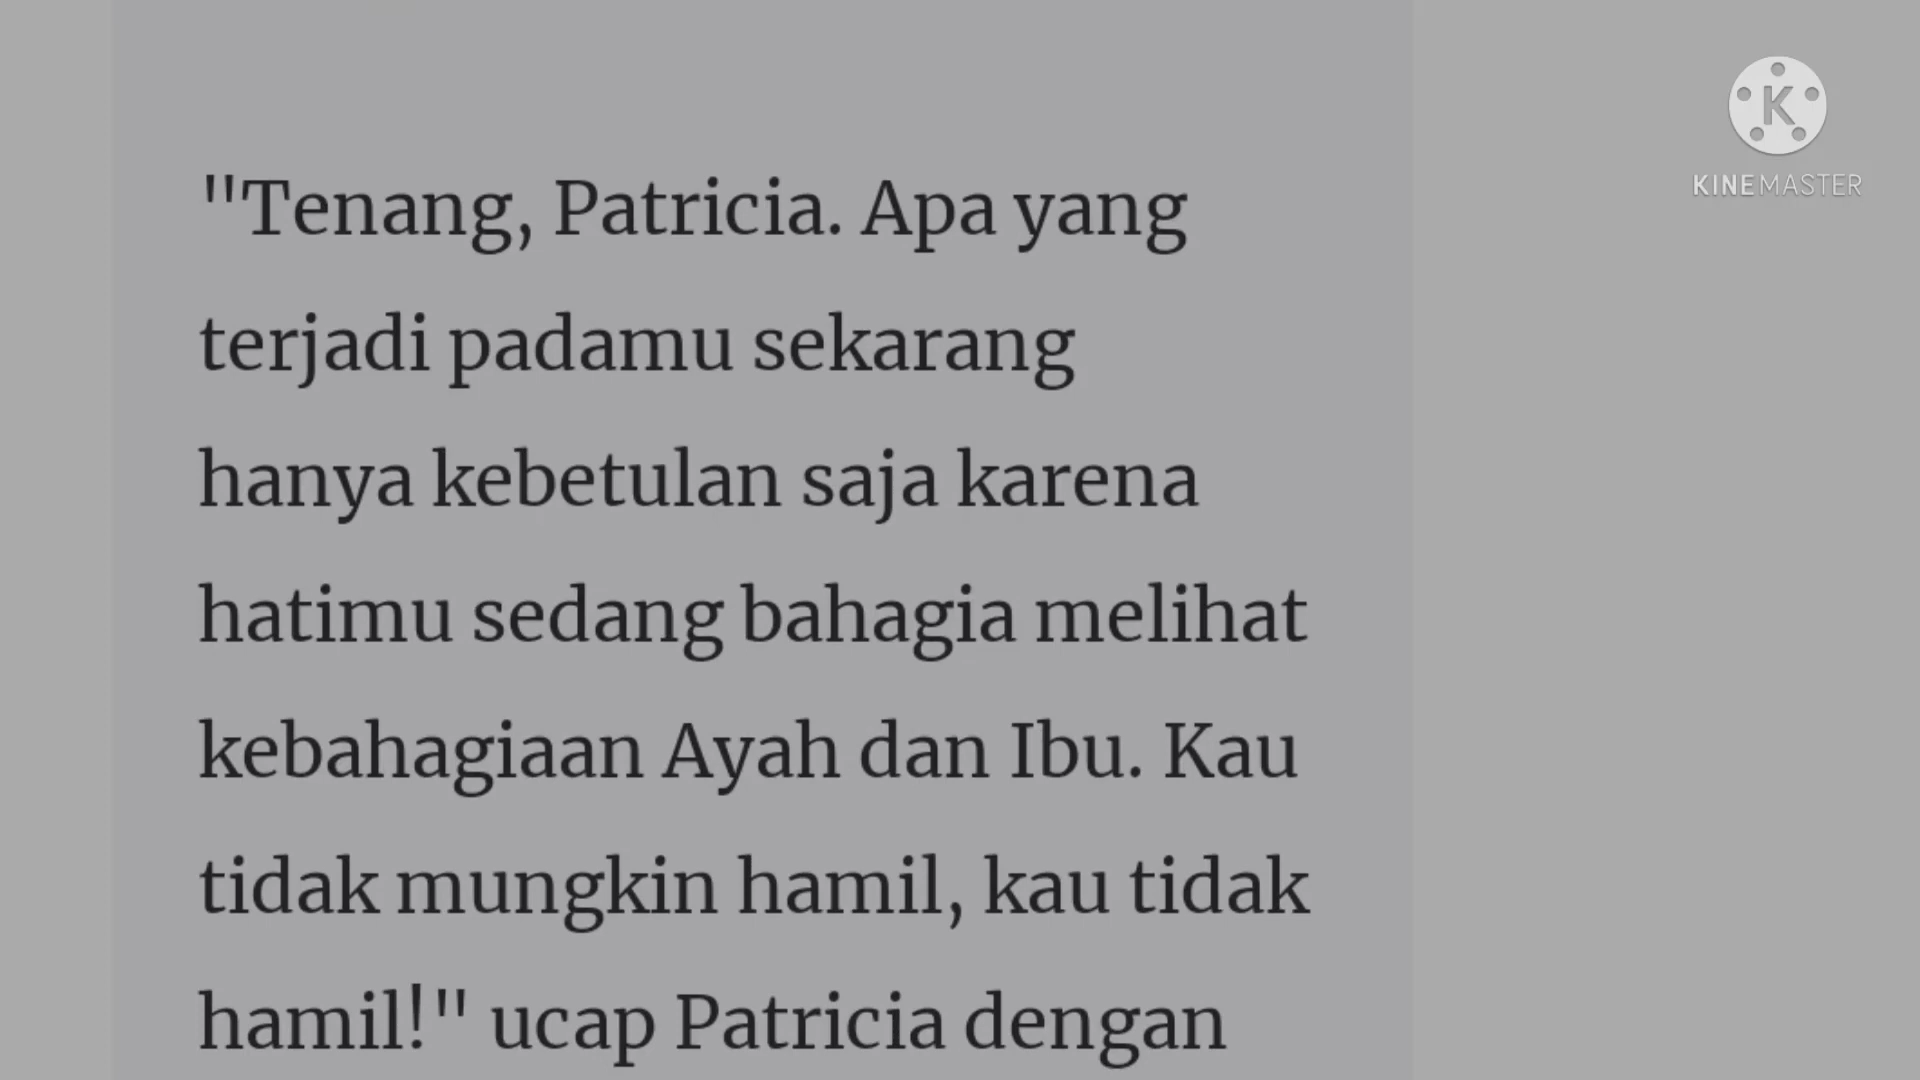 "Tenang, Patricia. Apa yang
terjadi padamu sekarang
hanya kebetulan saja karena
hatimu sedang bahagia melihat
kebahagiaan Ayah dan Ibu. Kau
tidak mungkin hamil, kau tidak
hamil!" ucap Patricia dengan
K
KINEMASTER